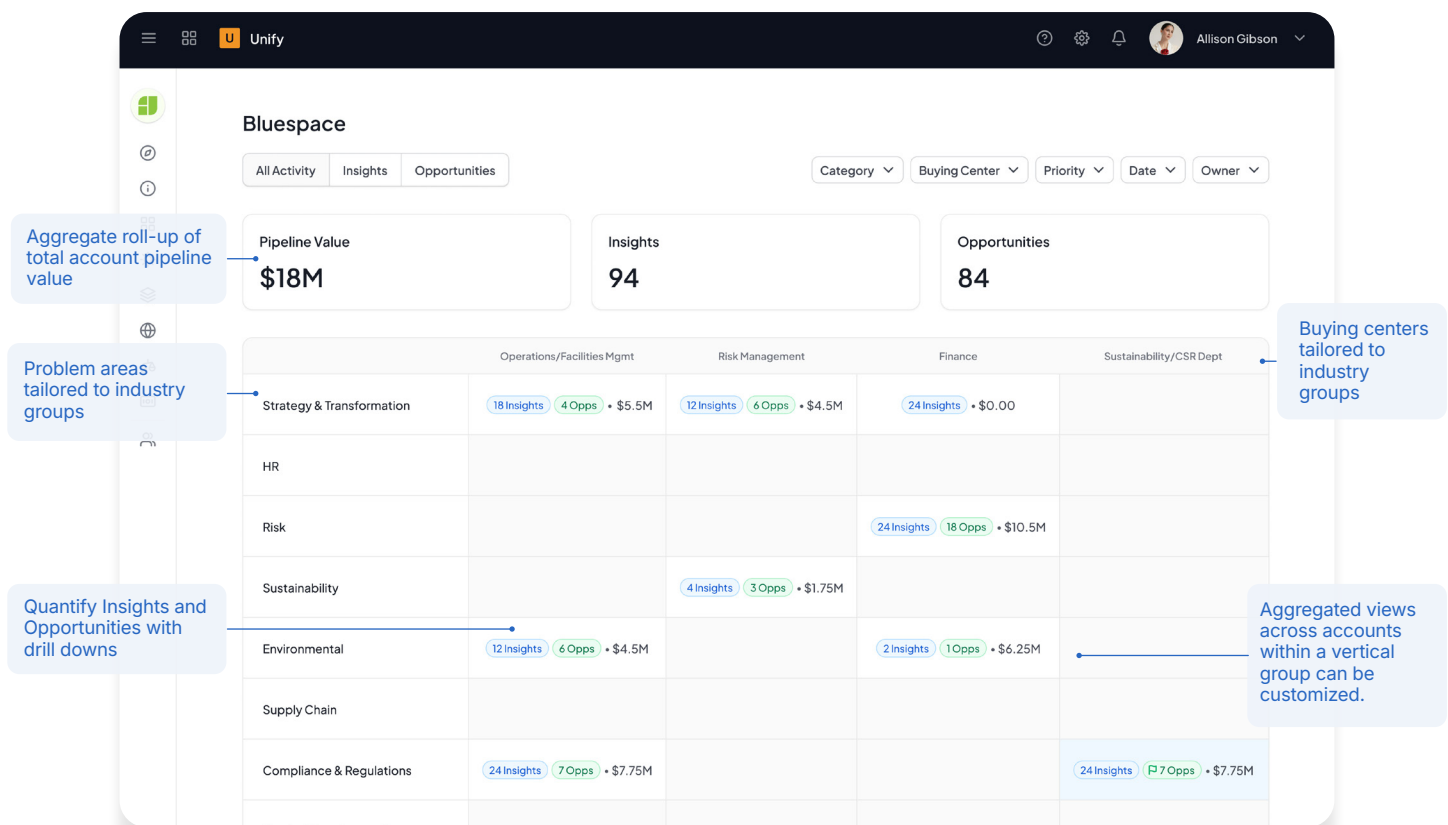 U Unify
Allison Gibson
Bluespace
All Activity Insights Opportunities
Category Buying Center Priority Date Owner
Aggregate roll-up of
total account pipeline
value
Pipeline Value
$18M
Insights
94
Opportunities
84
Buying centers
tailored to
industry
groups
Problem areas
tailored to industry
groups
Operations/Facilities Mgmt Risk Management Finance Sustainability/CSR Dept
Strategy & Transformation 18 Insights 4 Opps • $5.5M 12 Insights 6 Opps • $4.5M 24 Insights • $0.00
HR
Risk 24 Insights 18 Opps • $10.5M
Sustainability 4 Insights 3 Opps • $1.75M
Quantify Insights and
Opportunities with
drill downs
Environmental 12 Insights 6 Opps • $4.5M 2 Insights 1 Opps • $6.25M
Aggregated views
across accounts
within a vertical
group can be
customized.
Supply Chain
Compliance & Regulations 24 Insights 7 Opps • $7.75M 24 Insights 7 Opps • $7.75M